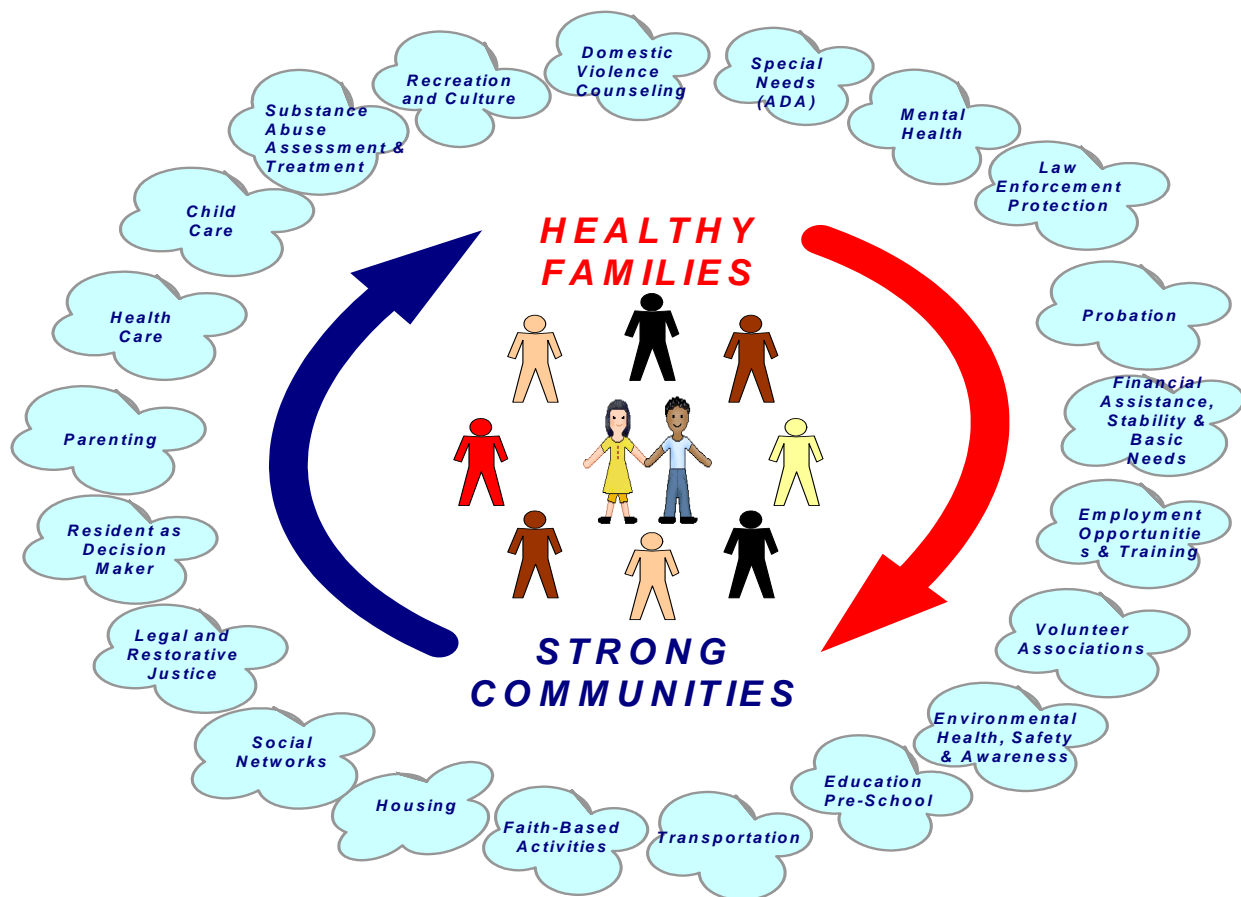 Domestic
Violence
Counseling
Special
Needs
(ADA)
Mental
Health
Law
Enforcement
Protection
Probation
Financial
Assistance,
Stability &
Basic
Needs
Employment
Opportunitie
s & Training
Volunteer
Associations
Environmental
Health, Safety
& Awareness
Education
Pre-School
Transportation
Faith-Based
Activities
Housing
Social
Networks
Legal and
Restorative
Justice
Resident as
Decision
Maker
Parenting
Health
Care
Child
Care
Substance
Abuse
Assessment &
Treatment
Recreation
and Culture
HEALTHY
FAMILIES
STRONG
COMMUNITIES